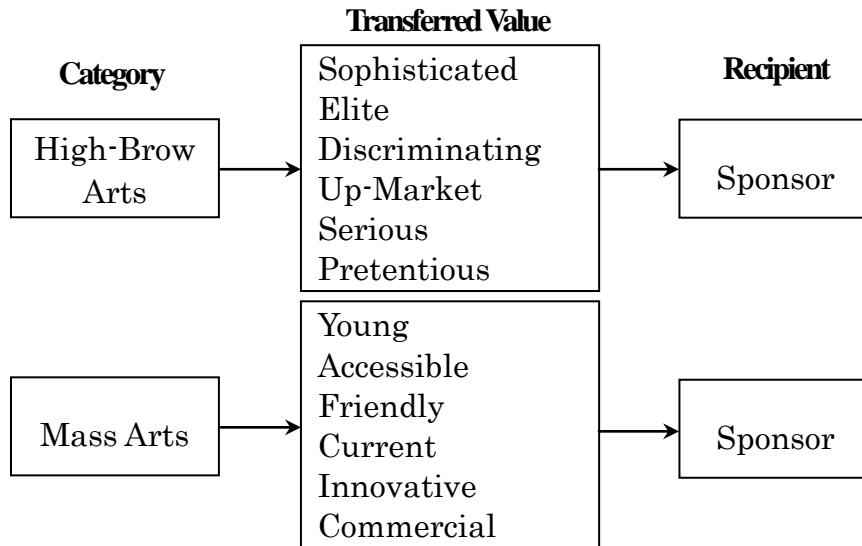 Transferred Value
Category
Recipient
High-Brow
Arts
Sophisticated
Elite
Discriminating
Up-Market
Serious
Pretentious
Sponsor
Mass Arts
Young
Accessible
Friendly
Current
Innovative
Commercial
Sponsor